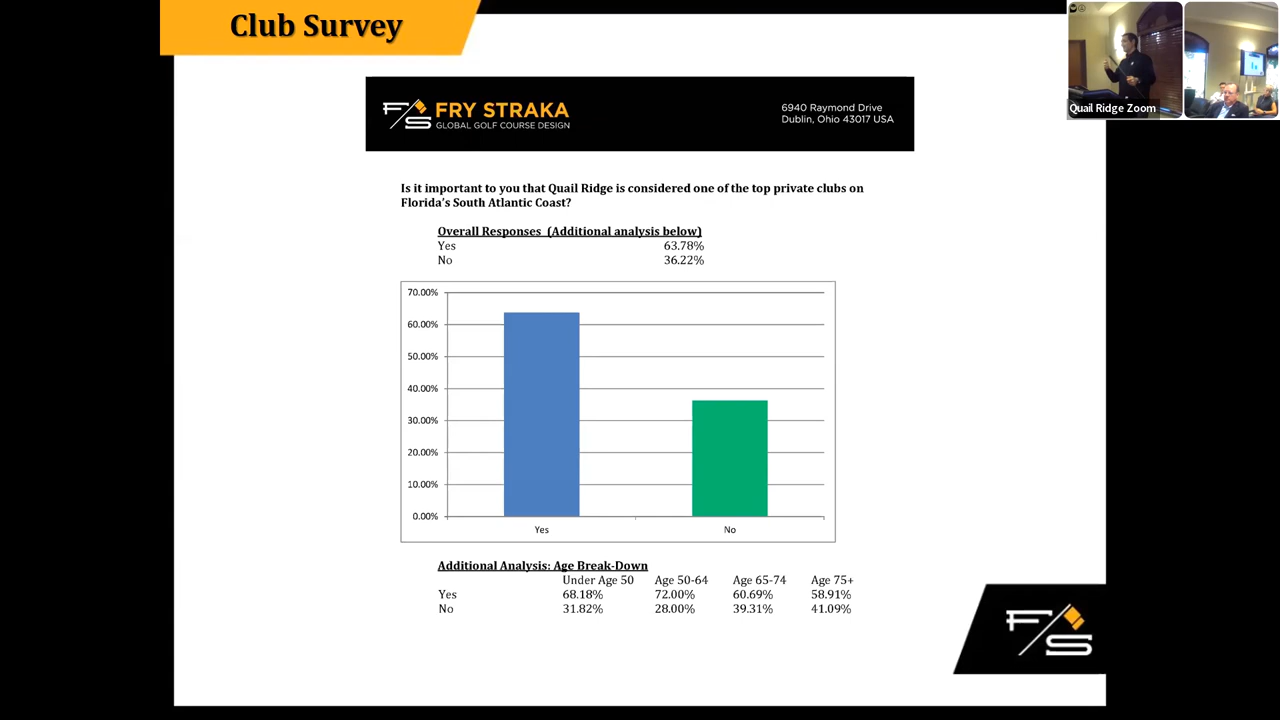 Club Survey
F/S FRY STRAKA
GLOBAL GOLF COURSE DESIGN
6940 Raymond Drive
Dublin, Ohio 43017 USA
Is it important to you that Quail Ridge is considered one of the top private clubs on
Florida's South Atlantic Coast?
Overall Responses (Additional analysis below)
Yes 63.78%
No 36.22%
70.00%
60.00%
50.00%
40.00%
30.00%
20.00%
10.00%
0.00%
Yes No
Additional Analysis: Age Break-Down
Under Age 50 Age 50-64 Age 65-74 Age 75+
Yes 68.18% 72.00% 60.69% 58.91%
No 31.82% 28.00% 39.31% 41.09%
F/S
Quail Ridge Zoom